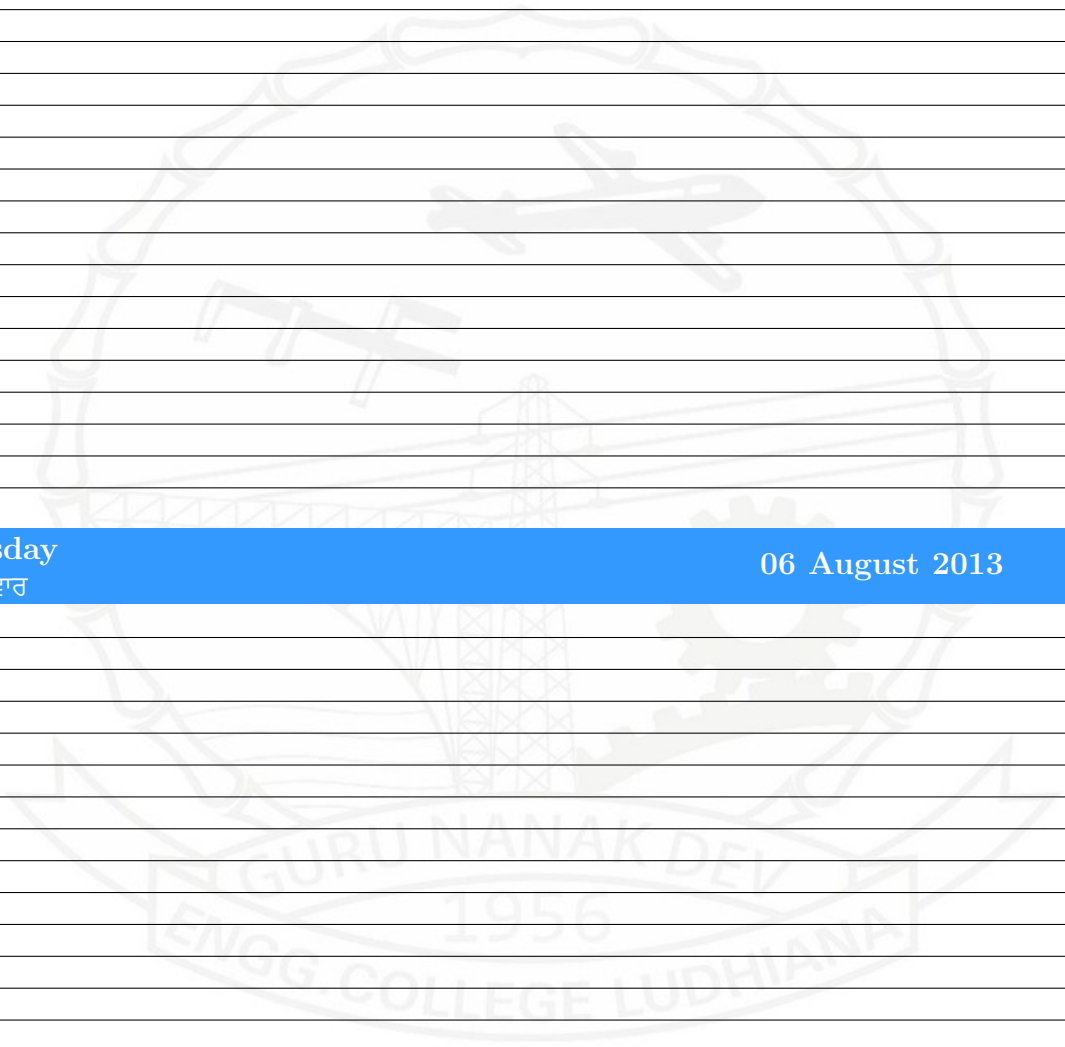 sday
06 August 2013
ਵਾਰ
GURU NANAK DEV
1956
ENGG. COLLEGE LUDHIANA